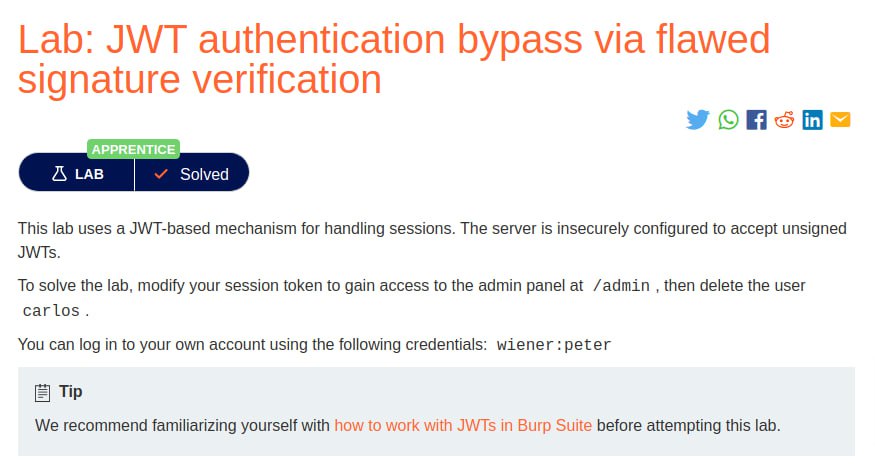 Lab: JWT authentication bypass via flawed
signature verification
APPRENTICE
LAB Solved
This lab uses a JWT-based mechanism for handling sessions. The server is insecurely configured to accept unsigned
JWTs.
To solve the lab, modify your session token to gain access to the admin panel at /admin , then delete the user
carlos .
You can log in to your own account using the following credentials: wiener:peter
Tip
We recommend familiarizing yourself with how to work with JWTs in Burp Suite before attempting this lab.